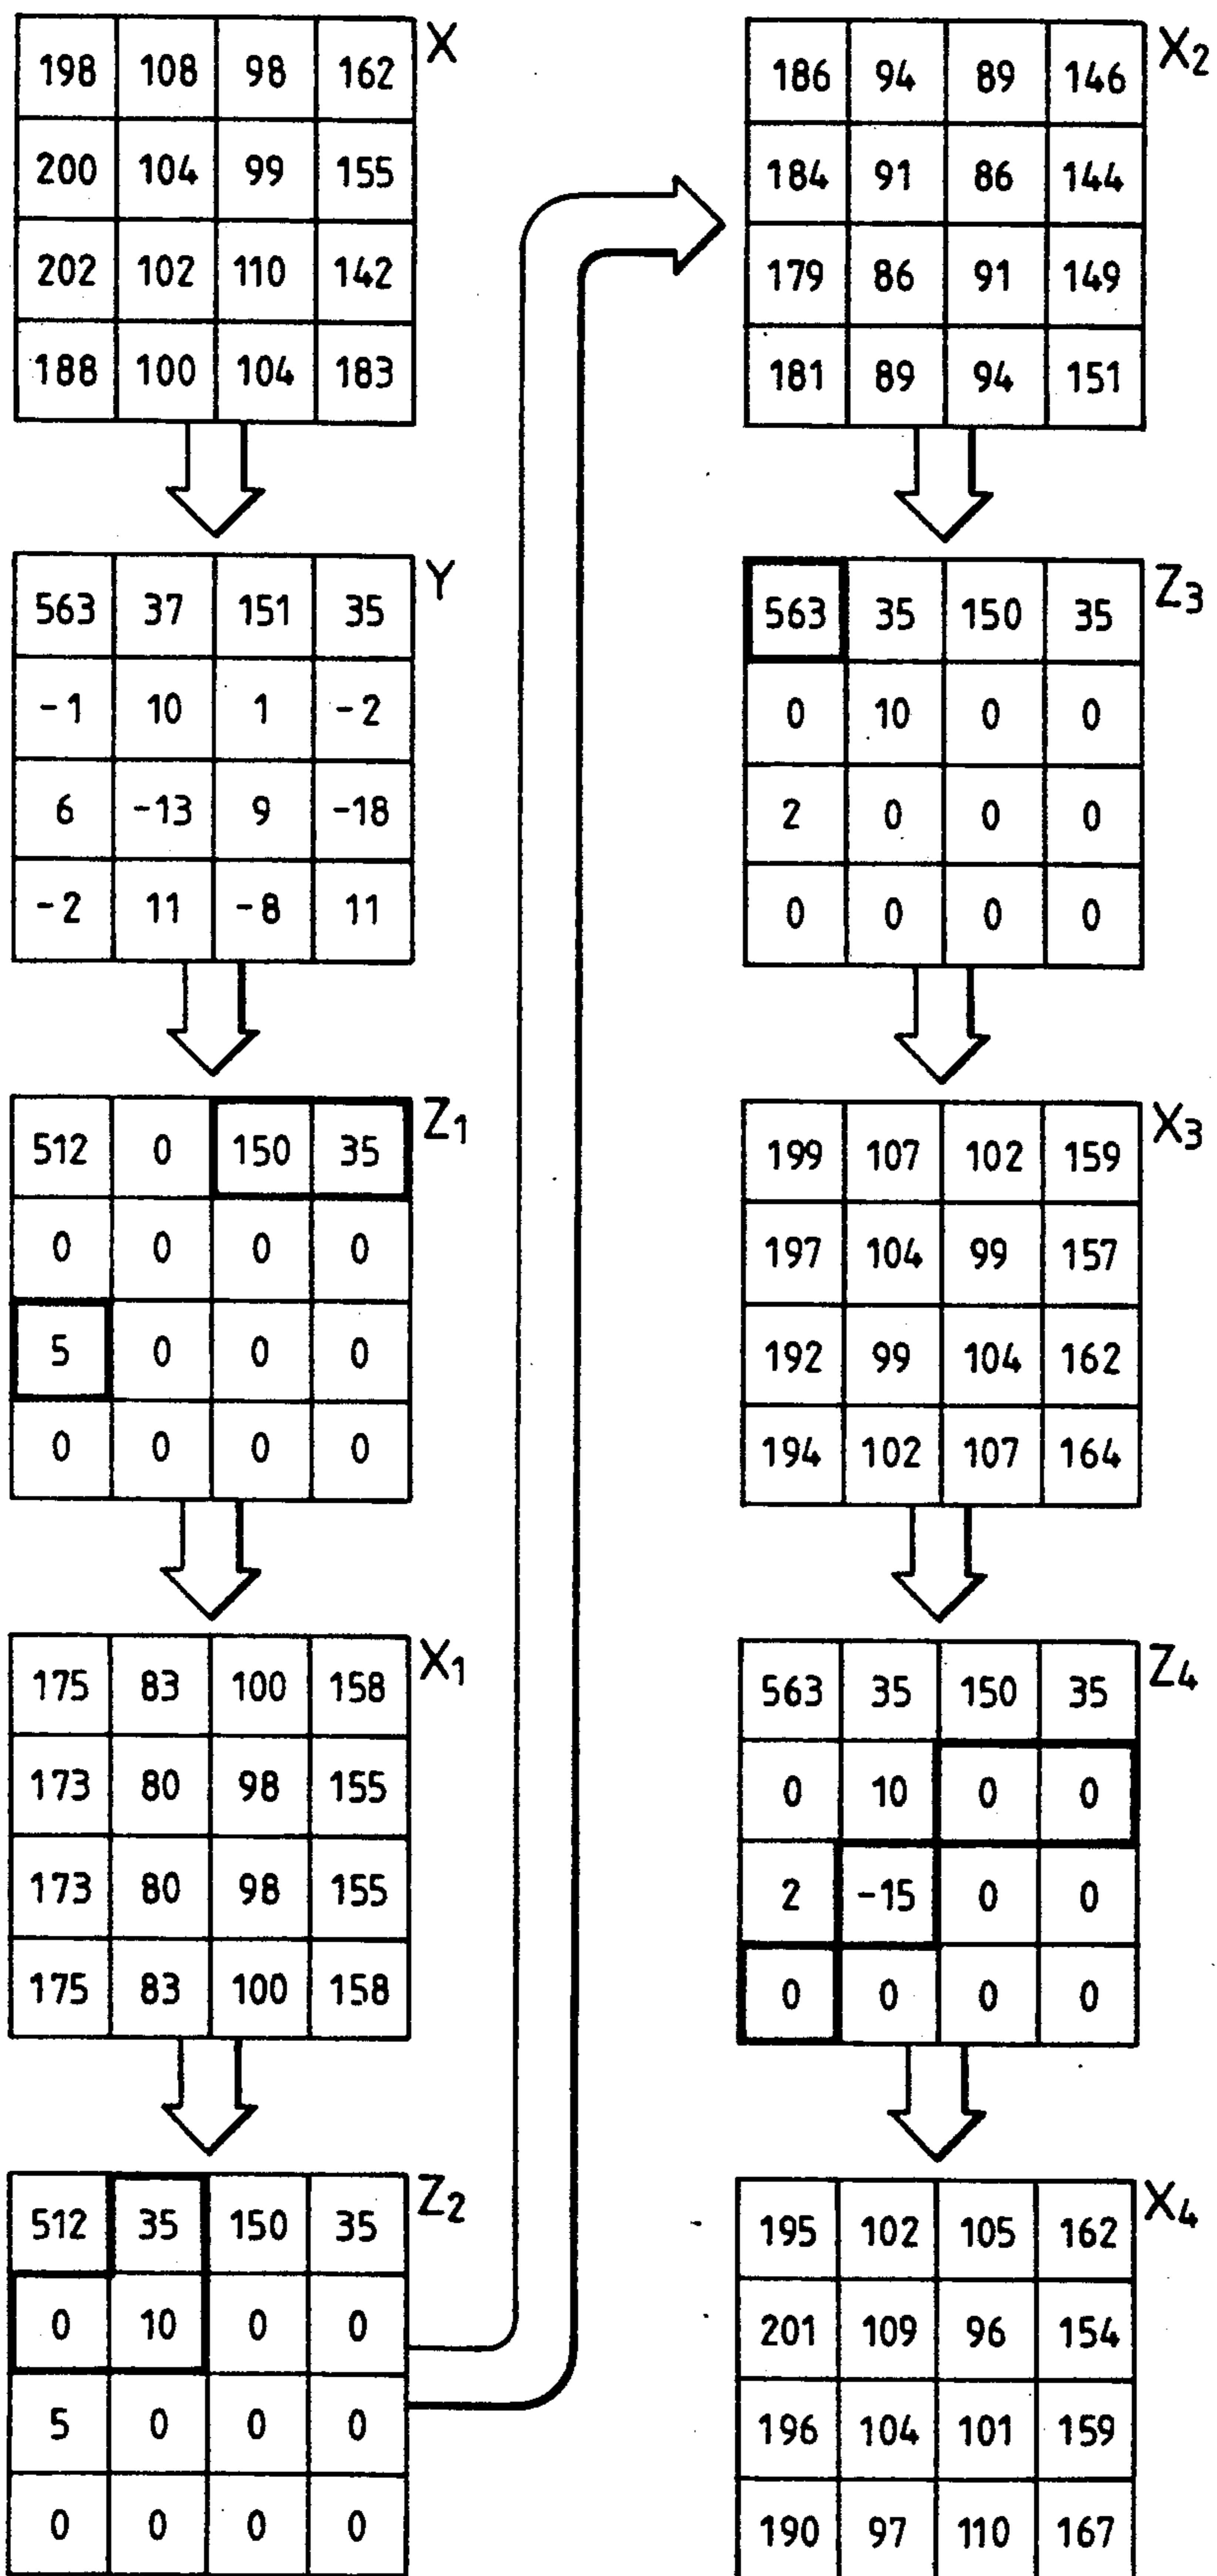 X
198 108 98 162
200 104 99 155
202 102 110 142
188 100 104 183
Y
563 37 151 35
-1 10 1 -2
6 -13 9 -18
-2 11 -8 11
Z1
512 0 150 35
0 0 0 0
5 0 0 0
0 0 0 0
X1
175 83 100 158
173 80 98 155
173 80 98 155
175 83 100 158
Z2
512 35 150 35
0 10 0 0
5 0 0 0
0 0 0 0
X2
186 94 89 146
184 91 86 144
179 86 91 149
181 89 94 151
Z3
563 35 150 35
0 10 0 0
2 0 0 0
0 0 0 0
X3
199 107 102 159
197 104 99 157
192 99 104 162
194 102 107 164
Z4
563 35 150 35
0 10 0 0
2 -15 0 0
0 0 0 0
X4
195 102 105 162
201 109 96 154
196 104 101 159
190 97 110 167